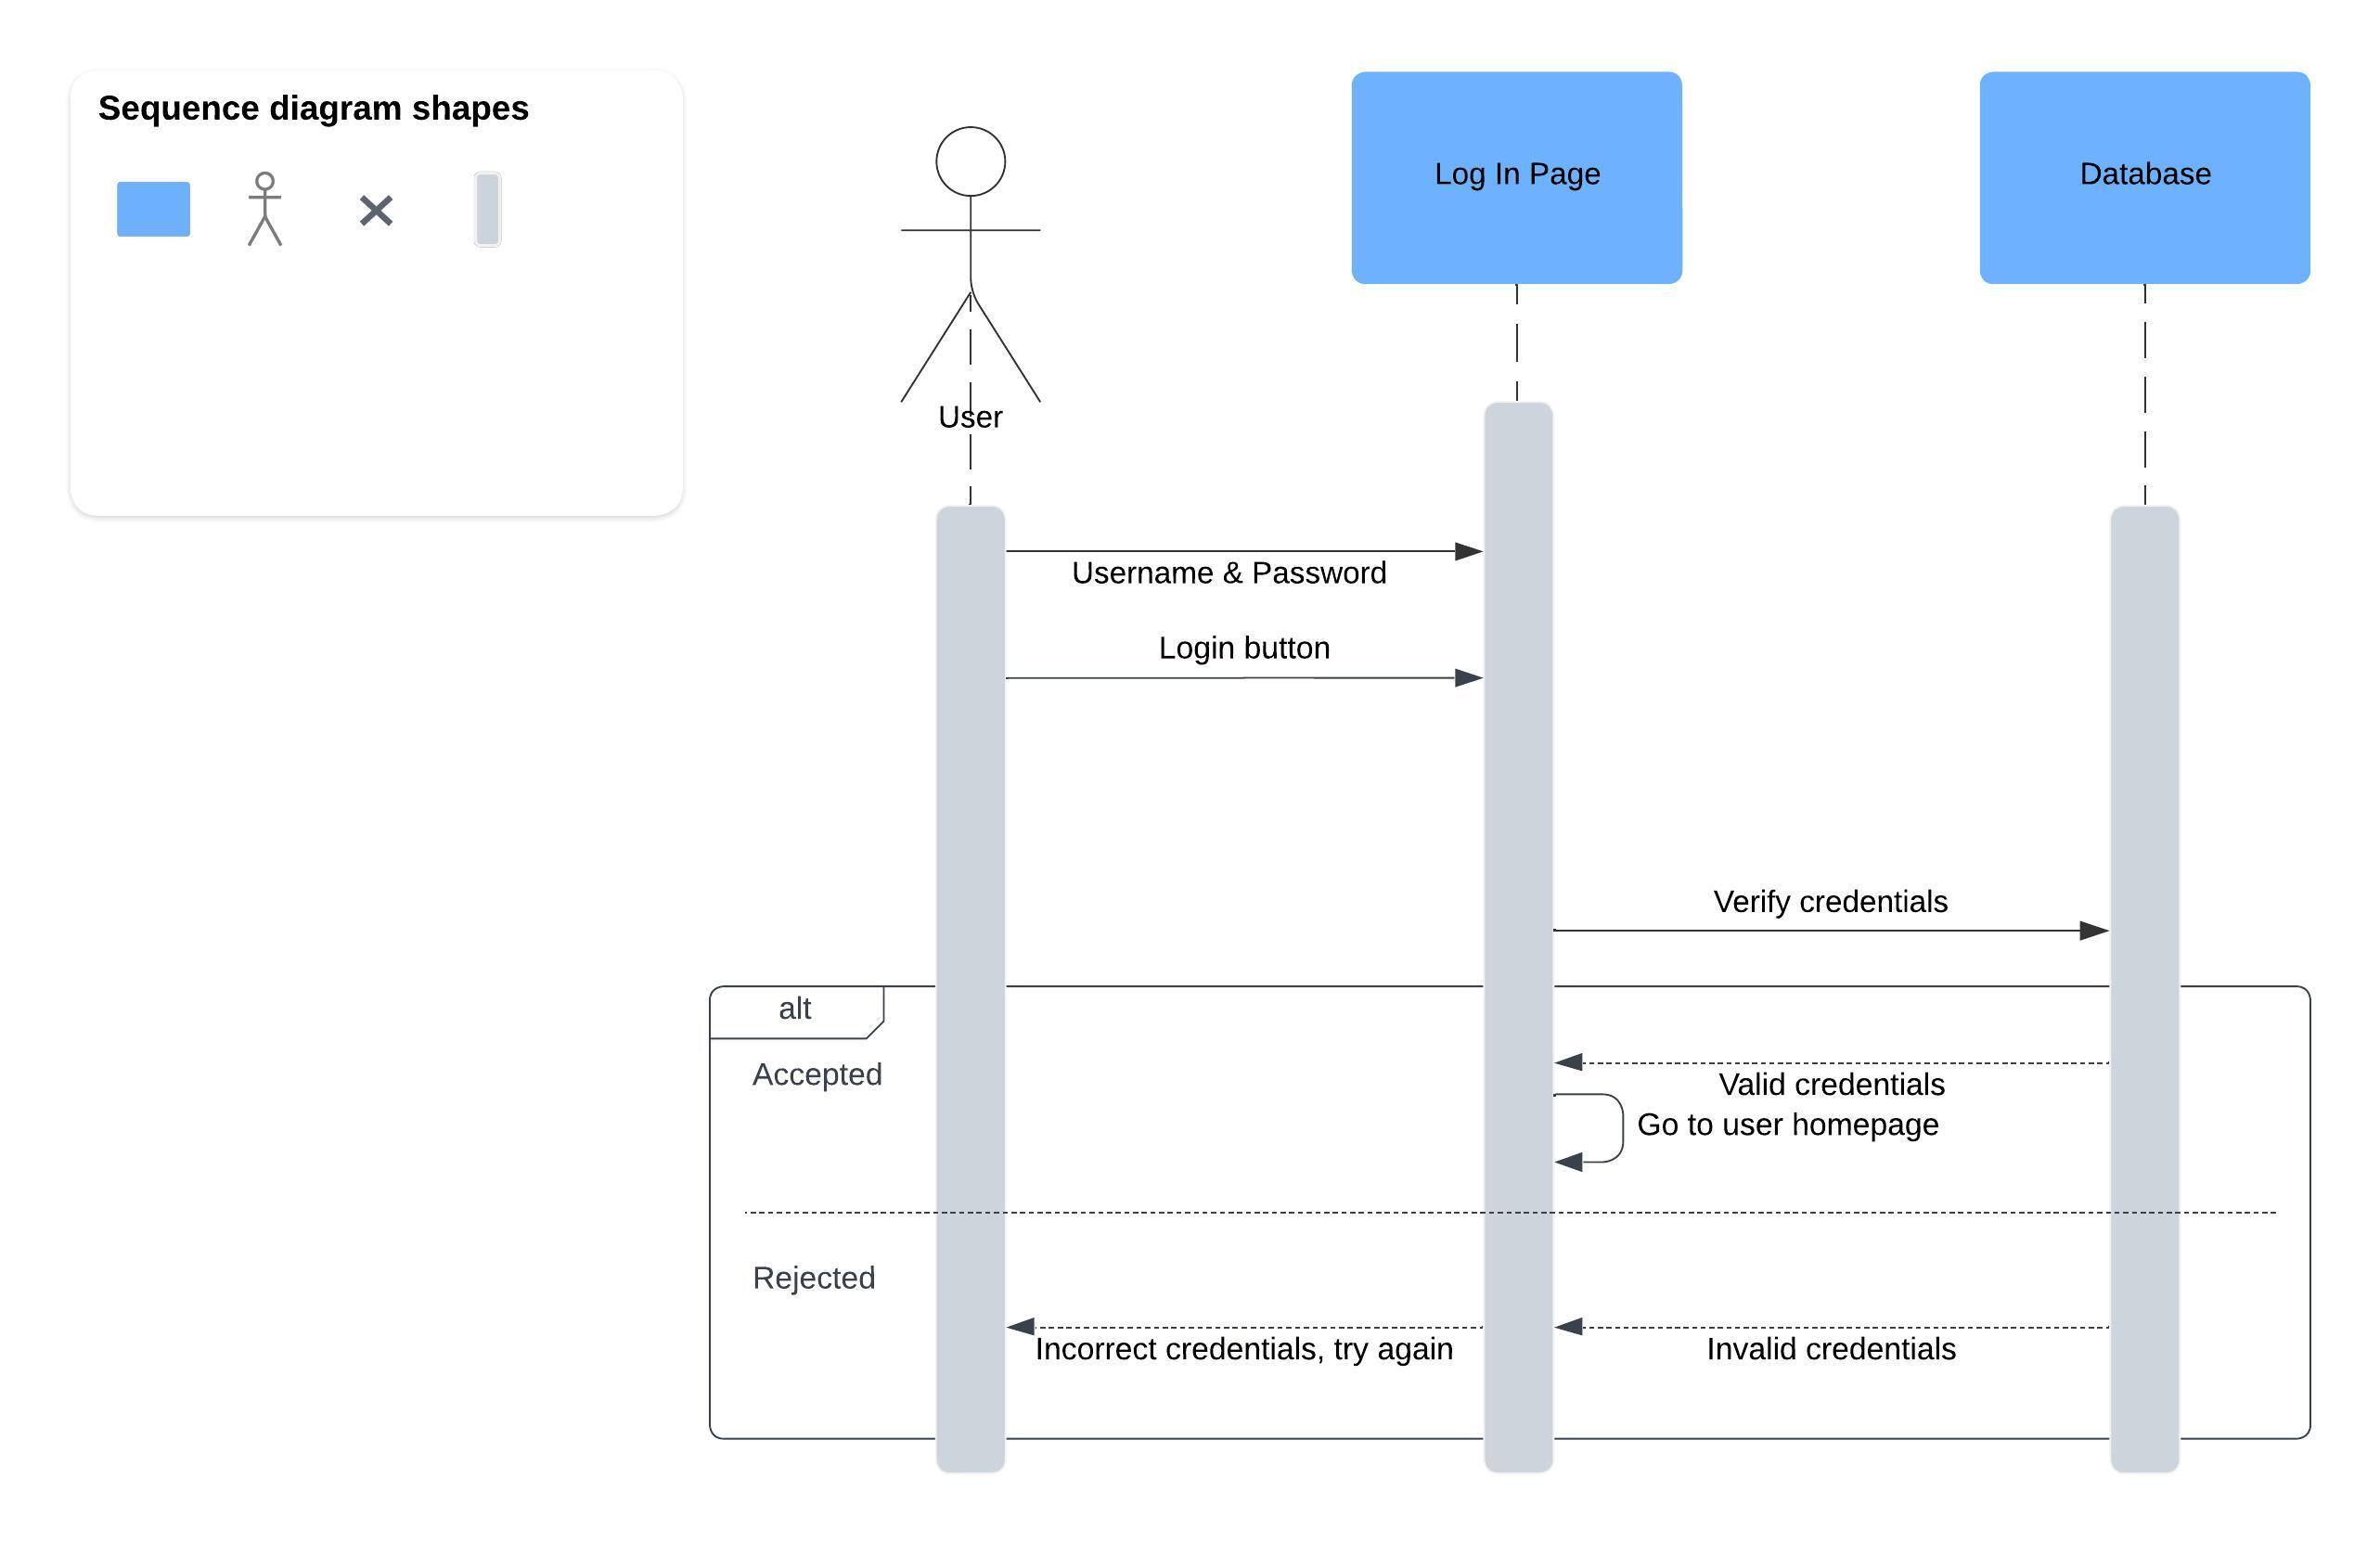 Sequence diagram shapes
Log In Page
Database
User
Username & Password
Login button
Verify credentials
alt
Accepted
Valid credentials
Go to user homepage
Rejected
Incorrect credentials, try again
Invalid credentials